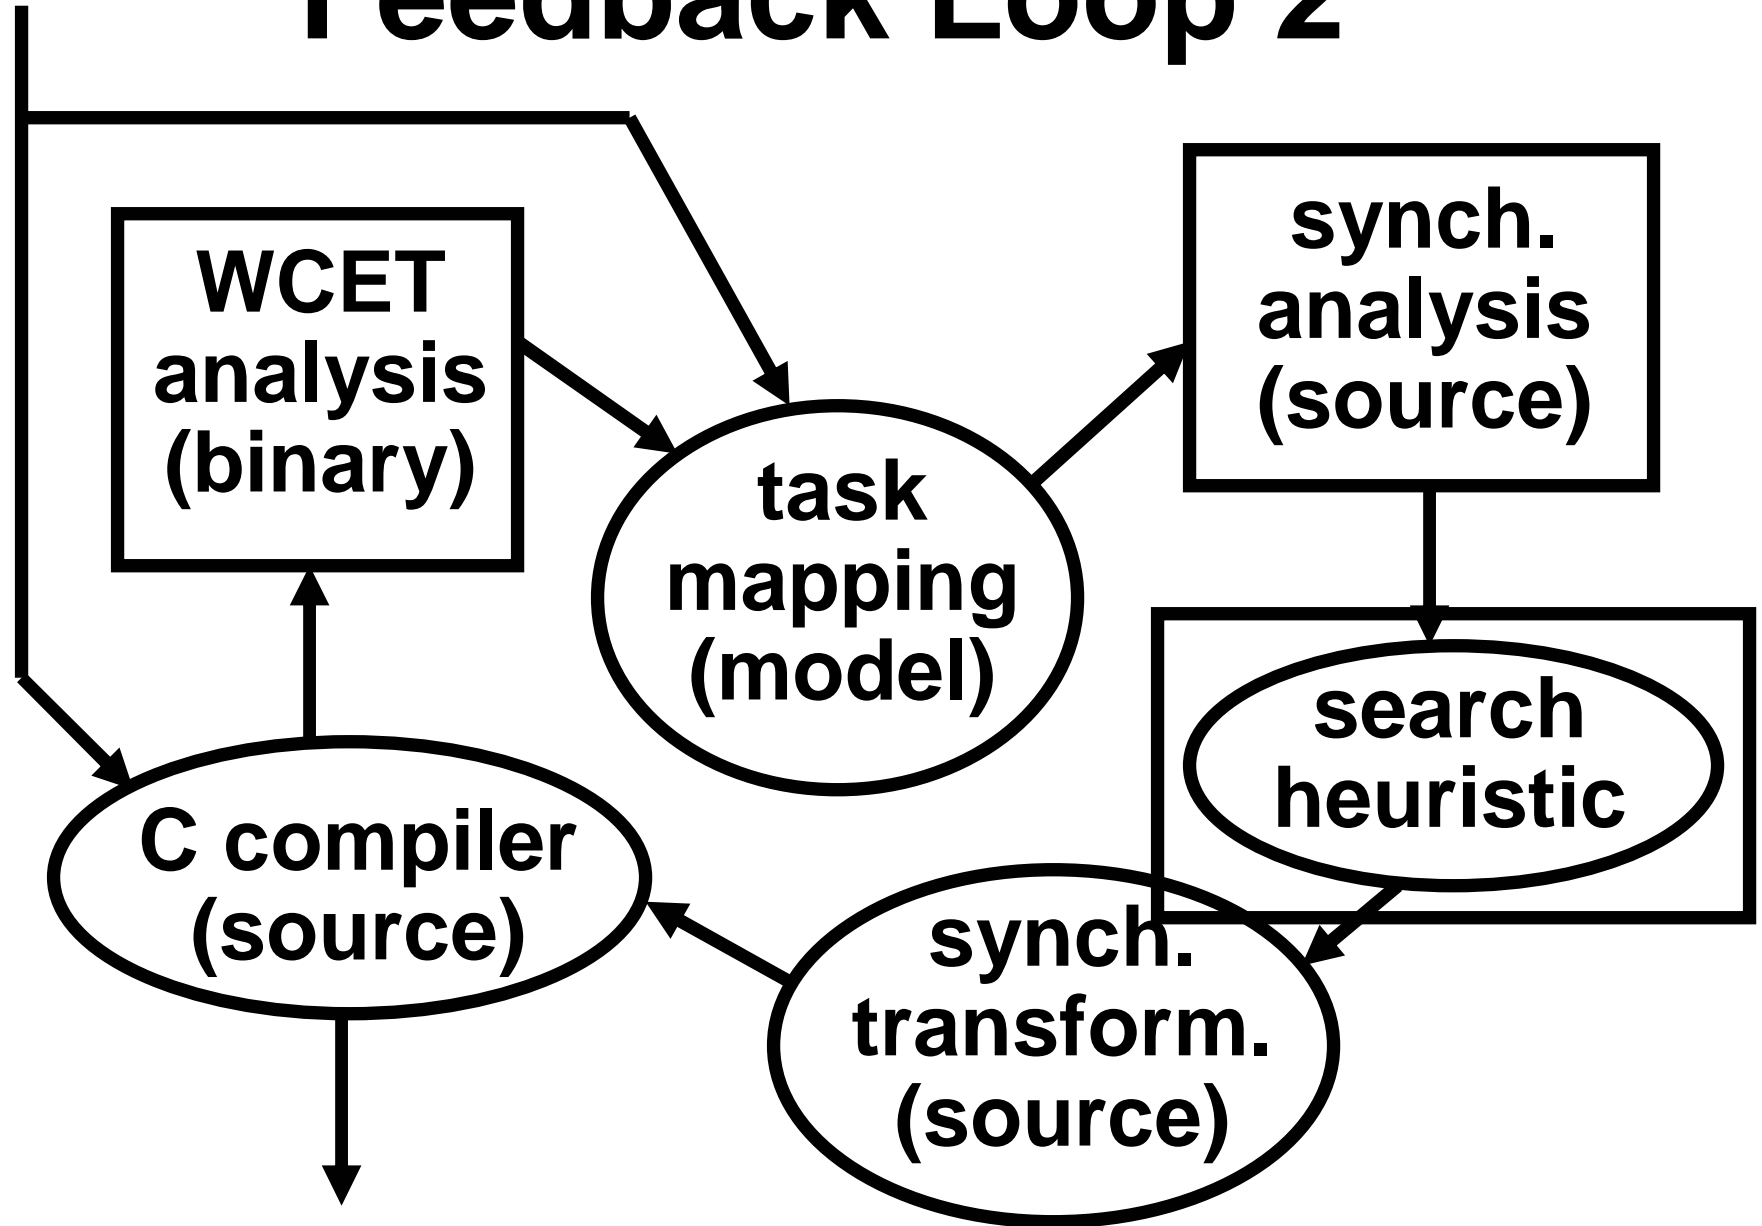 Feedback Loop 2
WCET
analysis
(binary)
synch.
analysis
(source)
task
mapping
(model)
search
heuristic
C compiler
(source)
synch.
transform.
(source)